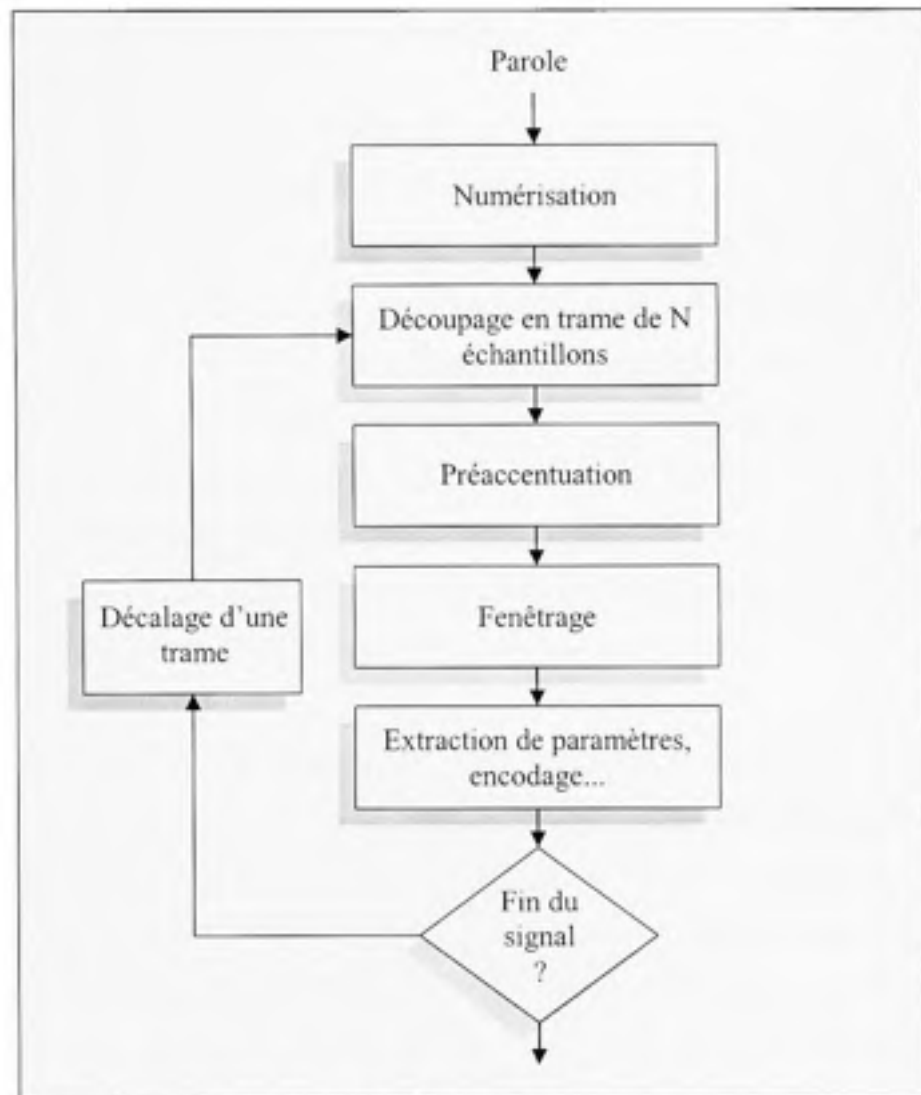 Parole
Numérisation
Découpage en trame de N
échantillons
Préaccentuation
Fenêtrage
Décalage d'une
trame
Extraction de paramètres,
encodage...
Fin du
signal
?